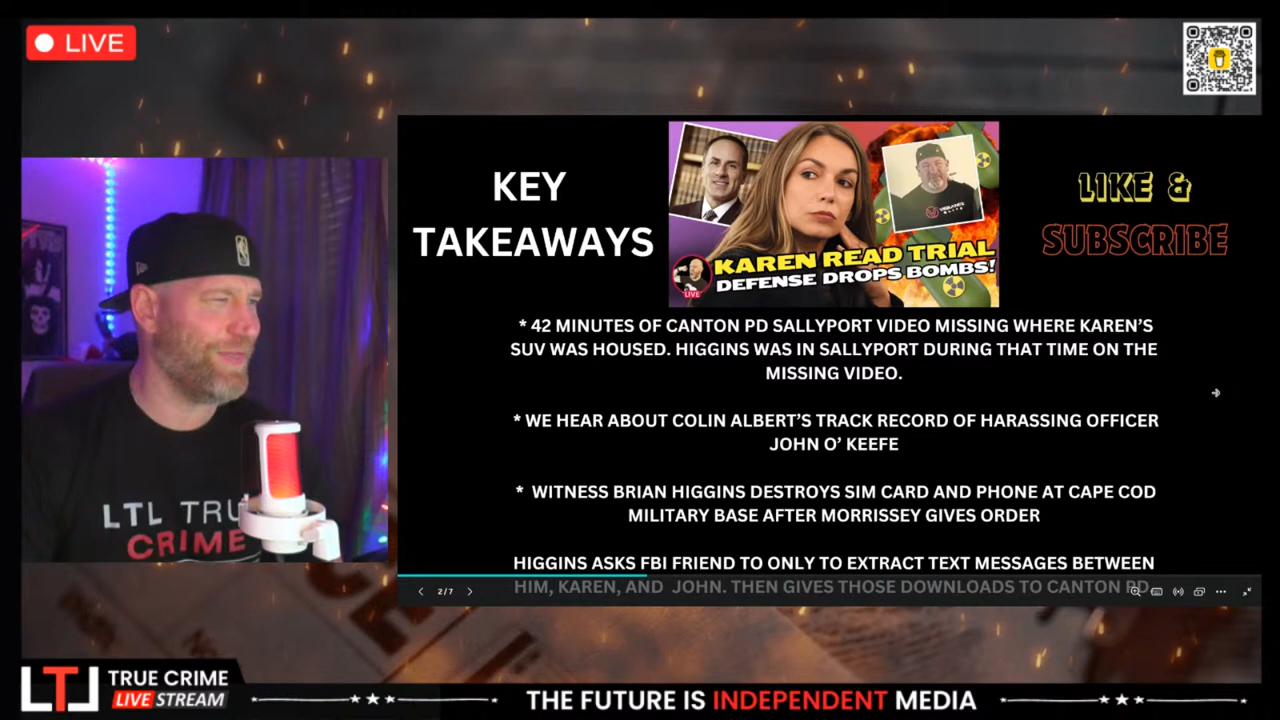 LIVE
KEY
TAKEAWAYS
KAREN READ TRIAL
DEFENSE DROPS BOMBS!
LIVE
LIKE &
SUBSCRIBE
* 42 MINUTES OF CANTON PD SALLYPORT VIDEO MISSING WHERE KAREN'S
SUV WAS HOUSED. HIGGINS WAS IN SALLYPORT DURING THAT TIME ON THE
MISSING VIDEO.
* WE HEAR ABOUT COLIN ALBERT'S TRACK RECORD OF HARASSING OFFICER
JOHN O' KEEFE
* WITNESS BRIAN HIGGINS DESTROYS SIM CARD AND PHONE AT CAPE COD
MILITARY BASE AFTER MORRISSEY GIVES ORDER
HIGGINS ASKS FBI FRIEND TO ONLY TO EXTRACT TEXT MESSAGES BETWEEN
HIM, KAREN, AND JOHN. THEN GIVES THOSE DOWNLOADS TO CANTON PD
2/7
LTL TRU
CRIME
LTL
TRUE CRIME
LIVE STREAM
THE FUTURE IS INDEPENDENT MEDIA